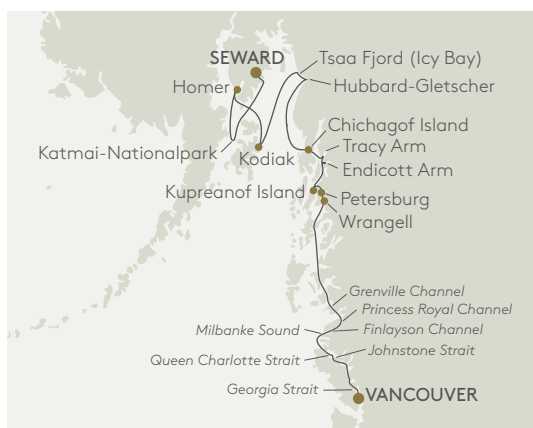 SEWARD
Tsaa Fjord (Icy Bay)
Homer
Hubbard-Gletscher
Chichagof Island
Katmai-Nationalpark
Kodiak
Tracy Arm
Endicott Arm
Kupreanof Island
Petersburg
Wrangell
Grenville Channel
Princess Royal Channel
Milbanke Sound
Finlayson Channel
Johnstone Strait
Queen Charlotte Strait
Georgia Strait
VANCOUVER